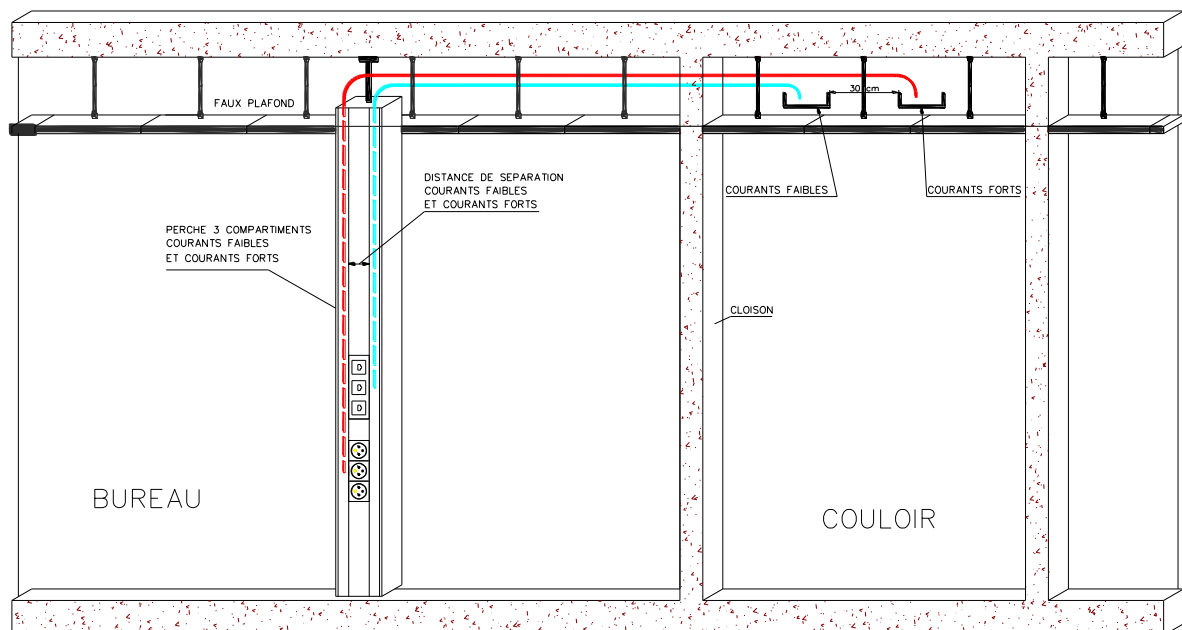 FAUX PLAFOND
30 cm
DISTANCE DE SEPARATION
COURANTS FAIBLES
ET COURANTS FORTS
COURANTS FAIBLES
COURANTS FORTS
PERCHE 3 COMPARTIMENTS
COURANTS FAIBLES
ET COURANTS FORTS
CLOISON
D
D
D
BUREAU
COULOIR